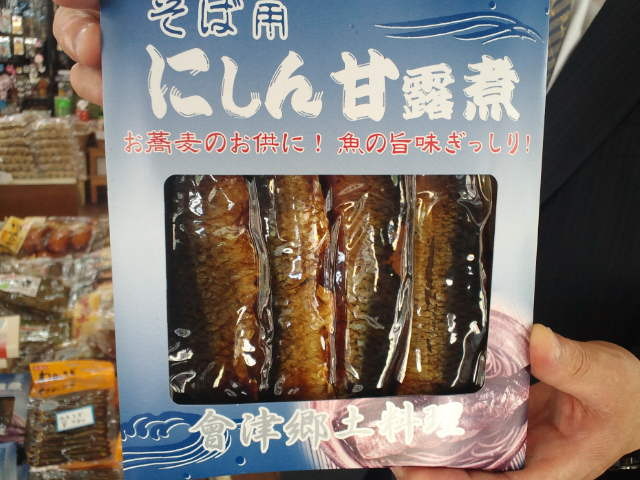 そば用
にしん甘露煮
お蕎麦のお供に！魚の旨味ぎっしり！
會津郷土料理